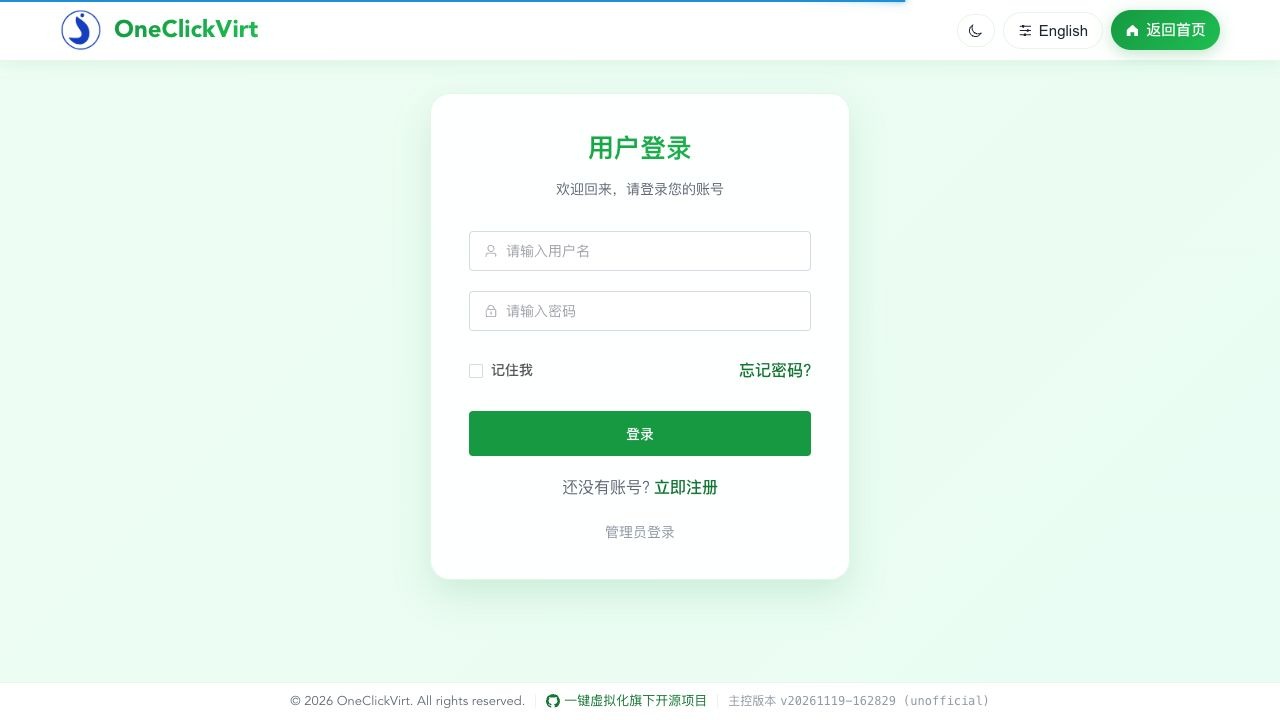 OneClickVirt
English
返回首页
用户登录
欢迎回来，请登录您的账号
请输入用户名
请输入密码
记住我
忘记密码?
登录
还没有账号? 立即注册
管理员登录
© 2026 OneClickVirt. All rights reserved.
一键虚拟化旗下开源项目
主控版本 v20261119-162829 (unofficial)